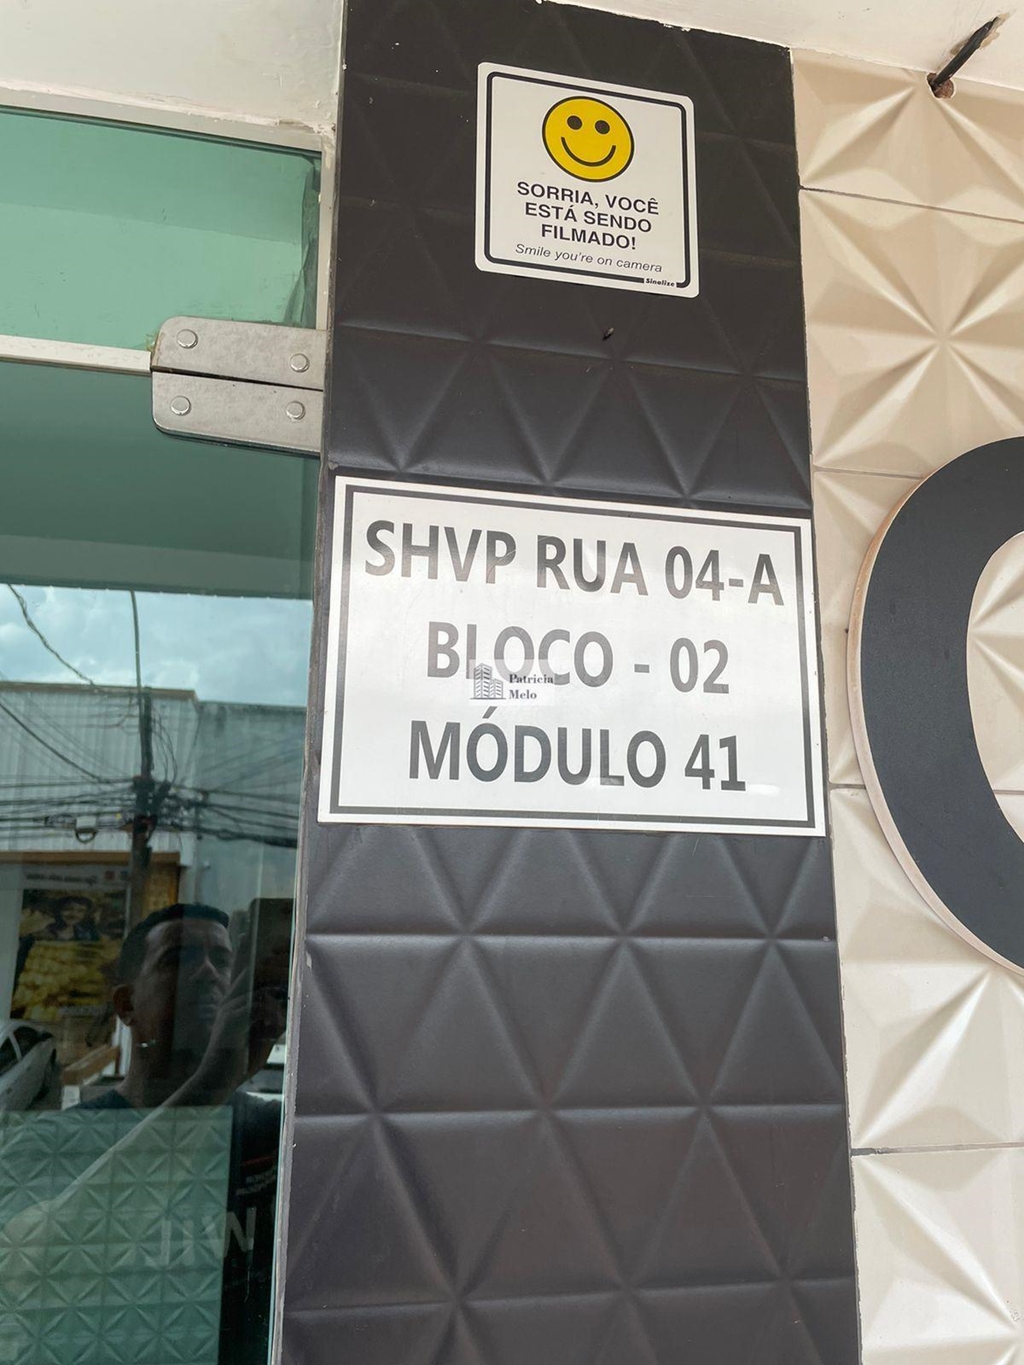 SORRIA, VOCÊ
ESTÁ SENDO
FILMADO!
Smile you're on camera
Sinalize
SHVP RUA 04-A
BLOCO - 02
MÓDULO 41
Patricia
Melo